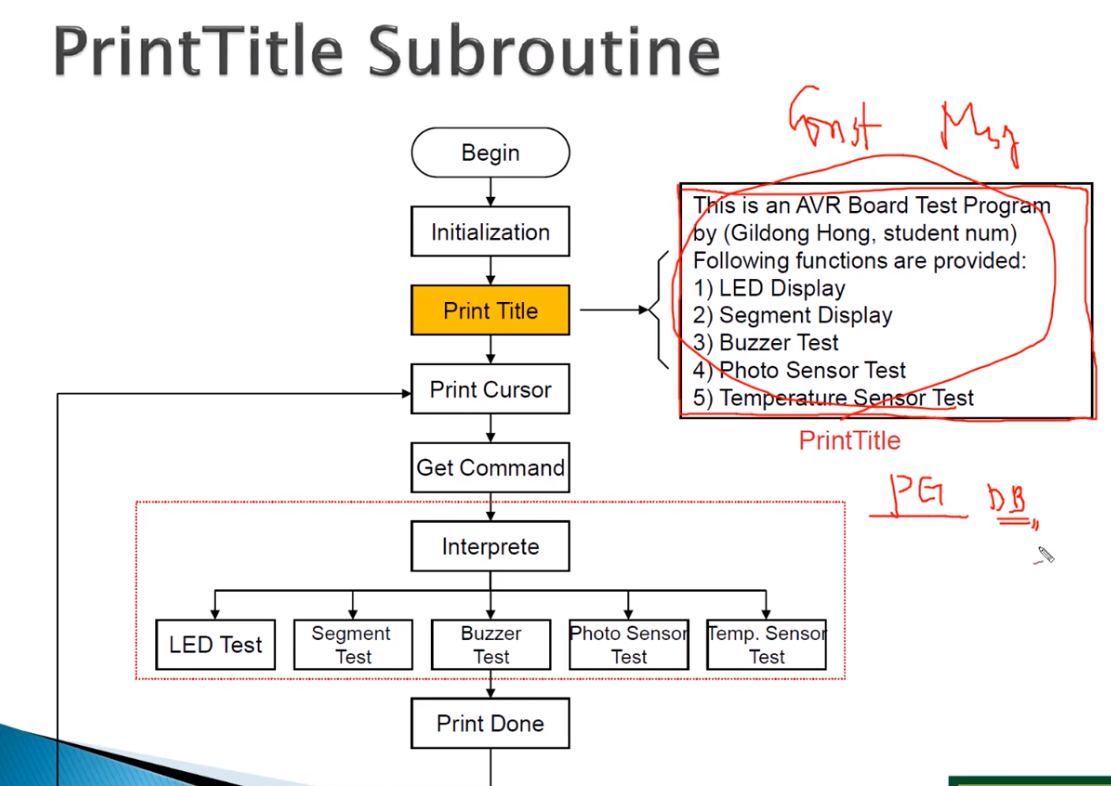 PrintTitle Subroutine
Const Msg
Begin
Initialization
Print Title
This is an AVR Board Test Program
by (Gildong Hong, student num)
Following functions are provided:
1) LED Display
2) Segment Display
3) Buzzer Test
4) Photo Sensor Test
5) Temperature Sensor Test
PrintTitle
Print Cursor
Get Command
PG DB
Interprete
LED Test
Segment
Test
Buzzer
Test
Photo Sensor
Test
Temp. Sensor
Test
Print Done